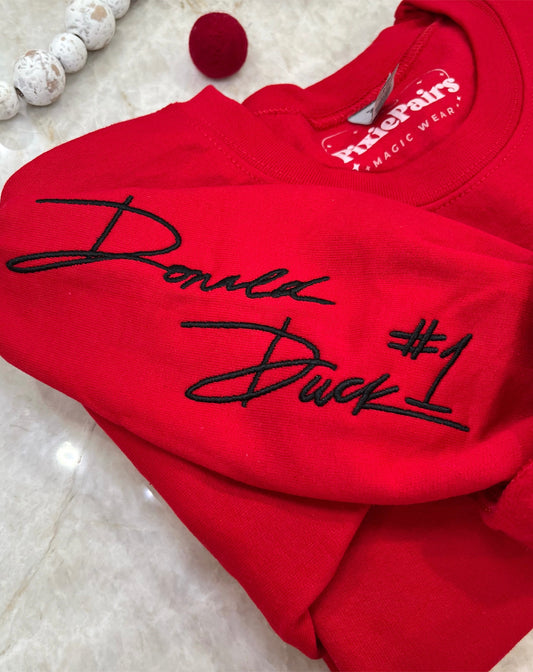 PixiePairs
MAGIC WEAR
Donald
Duck #1